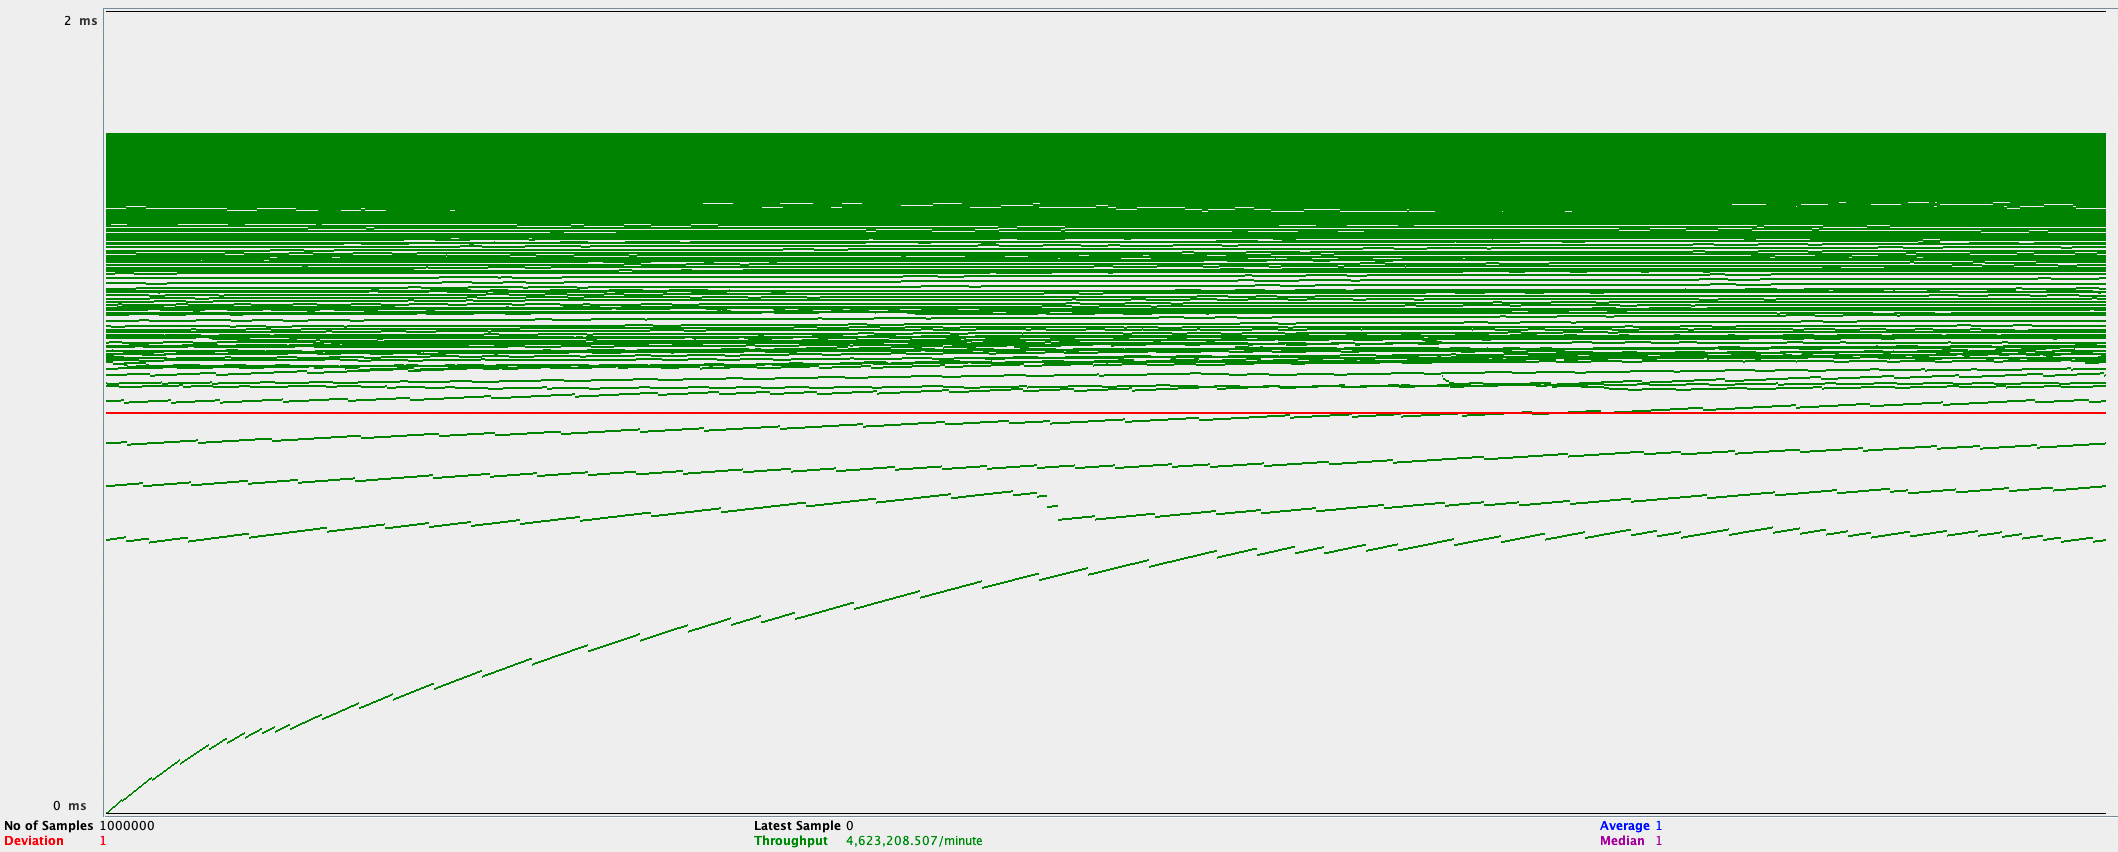 2 ms
0 ms
No of Samples 1000000 Latest Sample 0 Average 1
Deviation 1 Throughput 4,623,208.507/minute Median 1